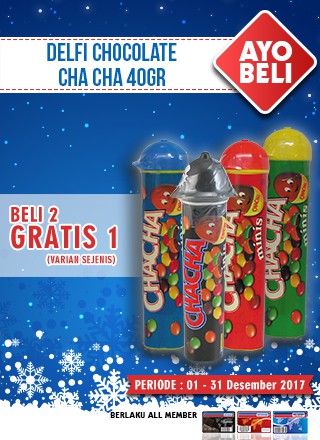 DELFI CHOCOLATE
CHA CHA 40GR
AYO
BELI
BELI 2
GRATIS 1
(VARIAN SEJENIS)
CHACHA
CHACHA
CHACHA
minis
CHACHA
minis
PERIODE : 01 - 31 Desember 2017
BERLAKU ALL MEMBER